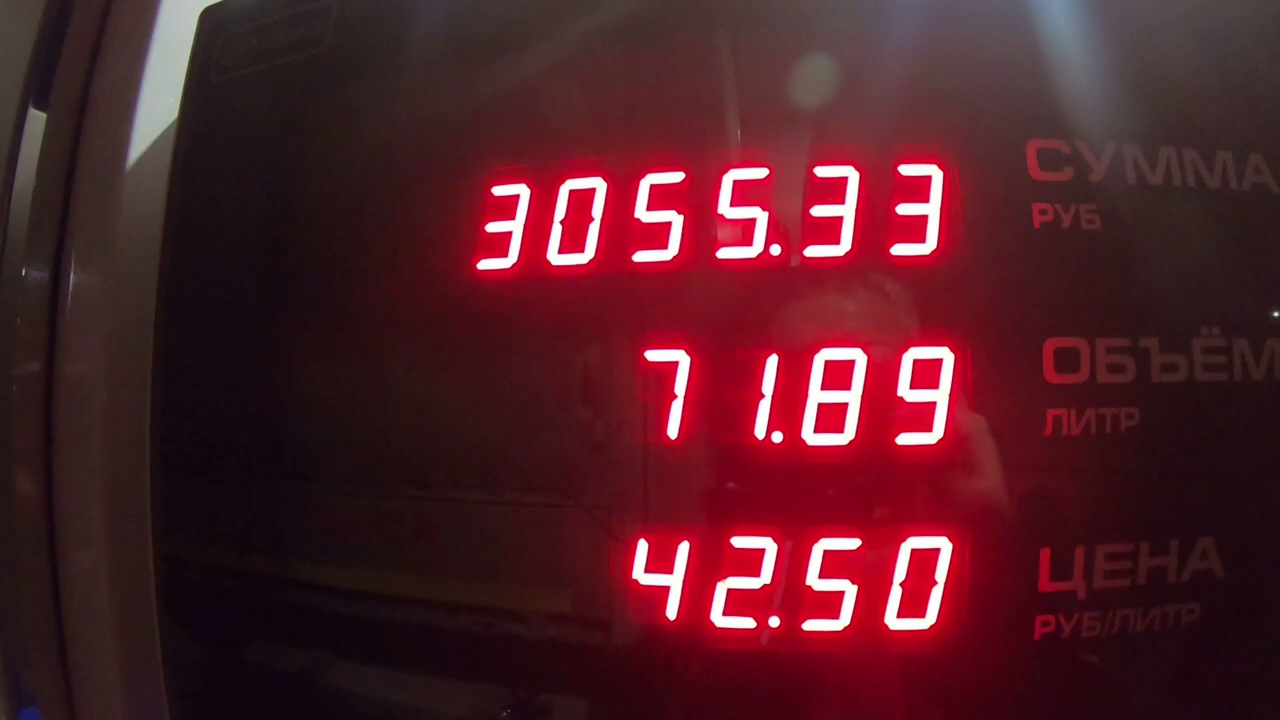 3055.33 СУММА
РУБ
71.89 ОБЪЁМ
ЛИТР
42.50 ЦЕНА
РУБ/ЛИТР